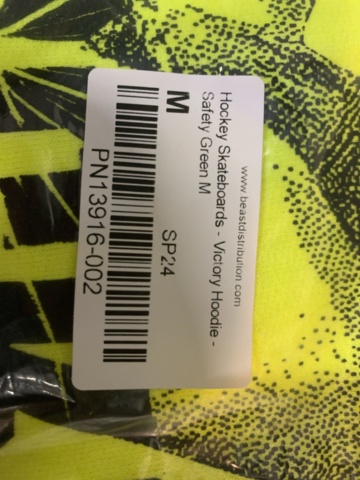 www.beastdistribution.com
Hockey Skateboards - Victory Hoodie -
Safety Green M
M
SP24
PN13916-002